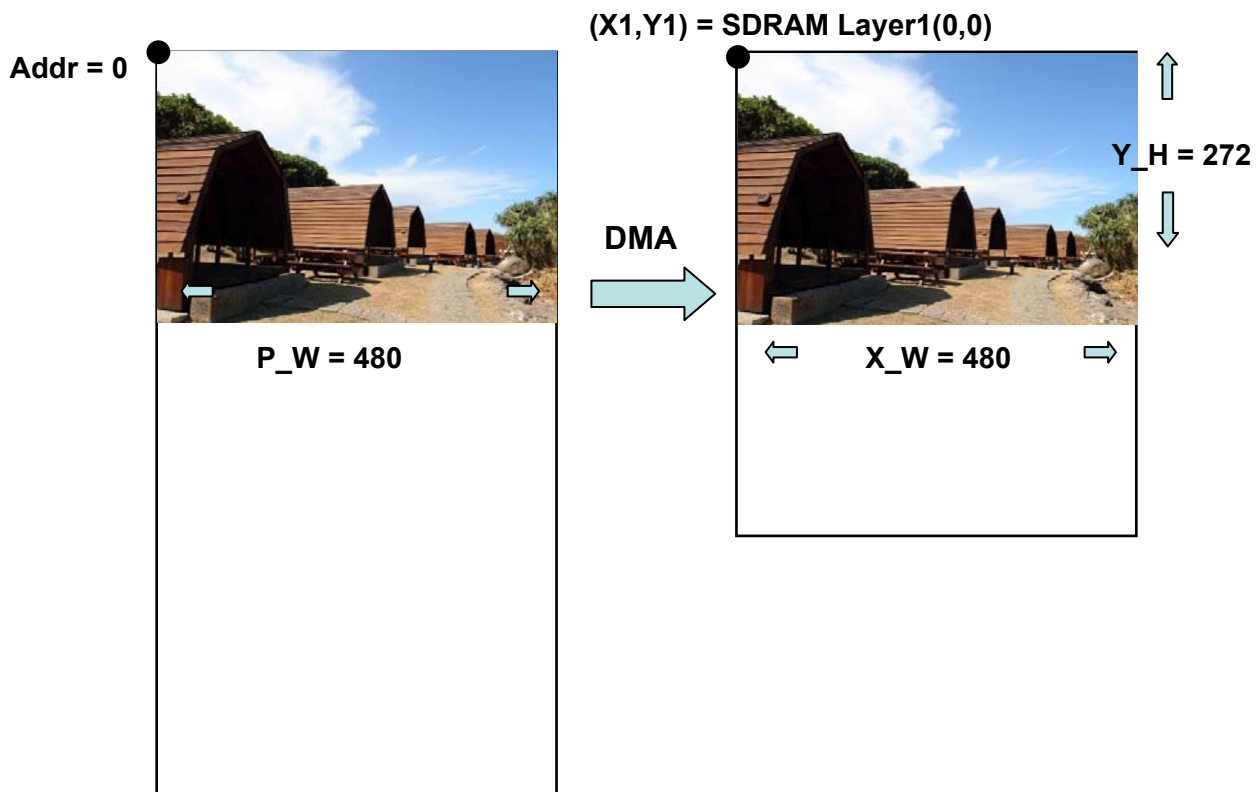 (X1,Y1) = SDRAM Layer1(0,0)
Addr = 0
Y_H = 272
DMA
P_W = 480
X_W = 480